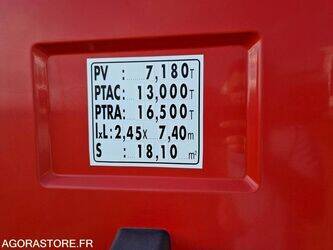 PV : 7,180T
PTAC : 13,000T
PTRA : 16,500T
lxL : 2,45x 7,40m
S : 18,10 m²
AGORASTORE.FR